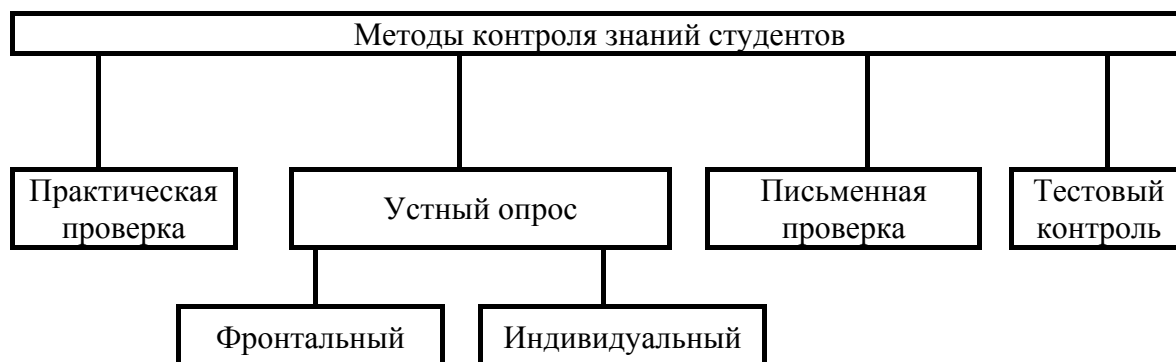 Методы контроля знаний студентов
Практическая
проверка
Устный опрос
Письменная
проверка
Тестовый
контроль
Фронтальный
Индивидуальный